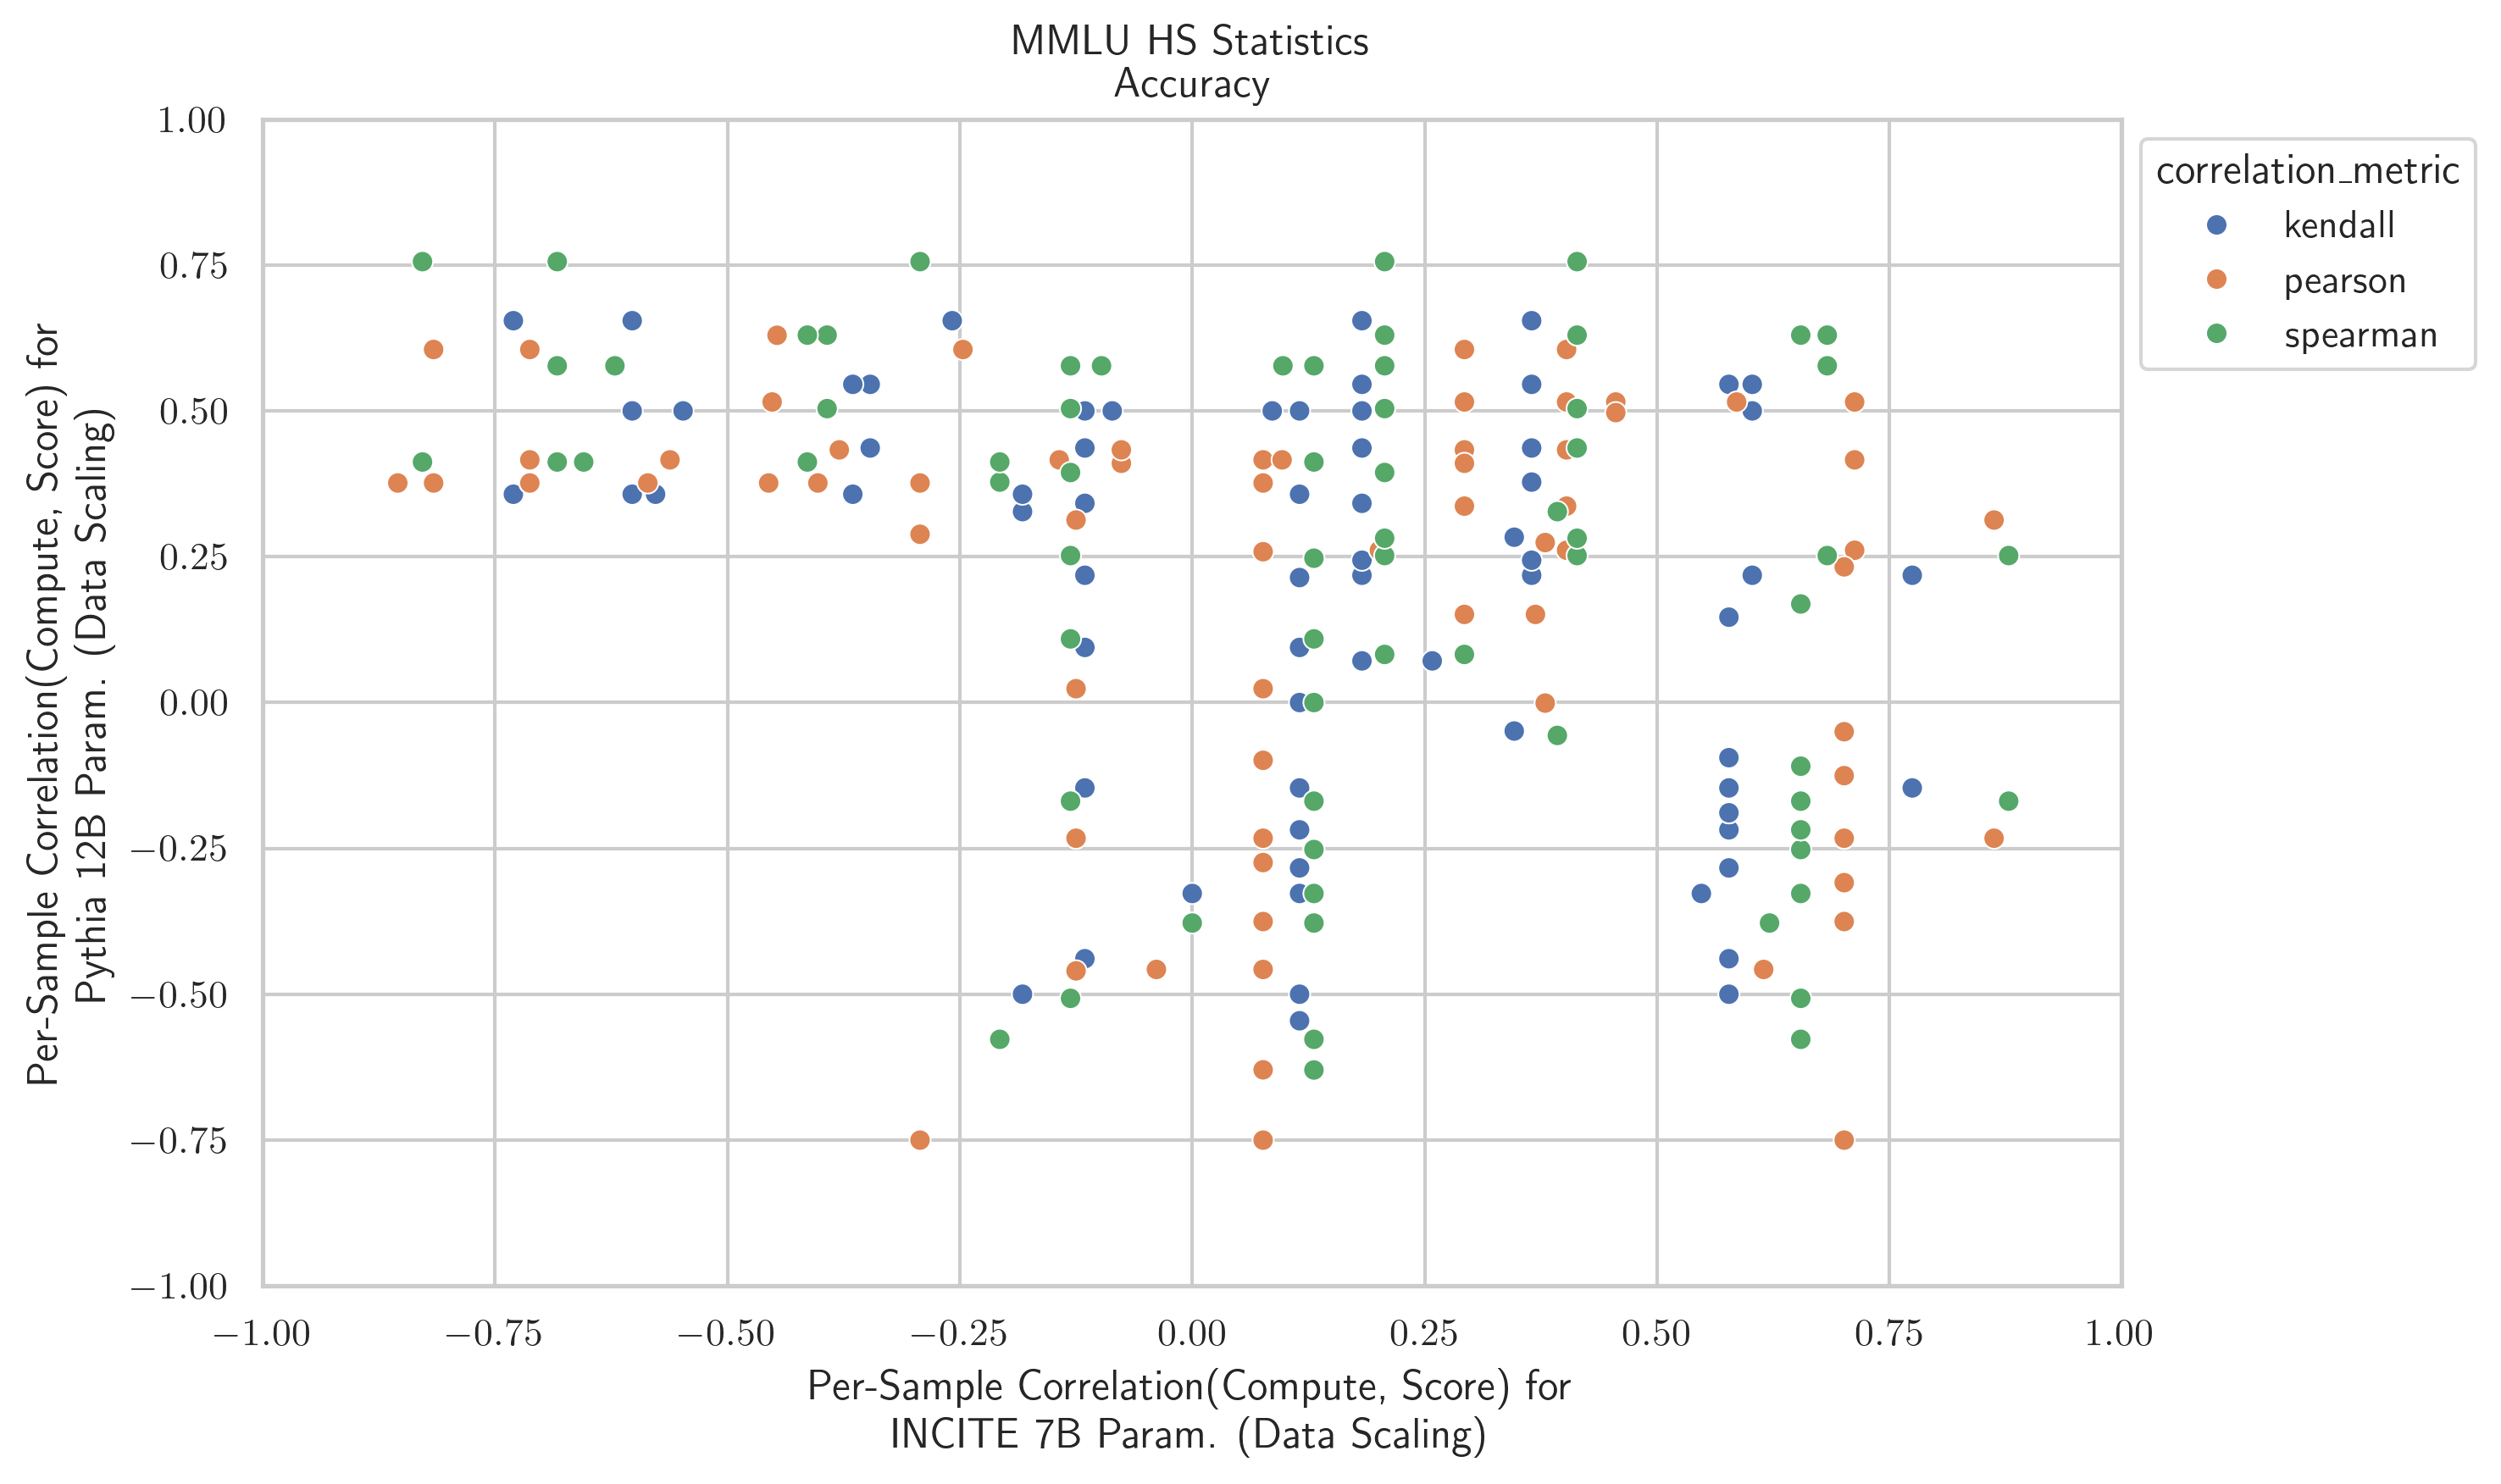 MMLU HS Statistics
Accuracy
Per-Sample Correlation(Compute, Score) for
Pythia 12B Param. (Data Scaling)
1.00
0.75
0.50
0.25
0.00
−0.25
−0.50
−0.75
−1.00
−1.00 −0.75 −0.50 −0.25 0.00 0.25 0.50 0.75 1.00
Per-Sample Correlation(Compute, Score) for
INCITE 7B Param. (Data Scaling)
correlation_metric
kendall
pearson
spearman